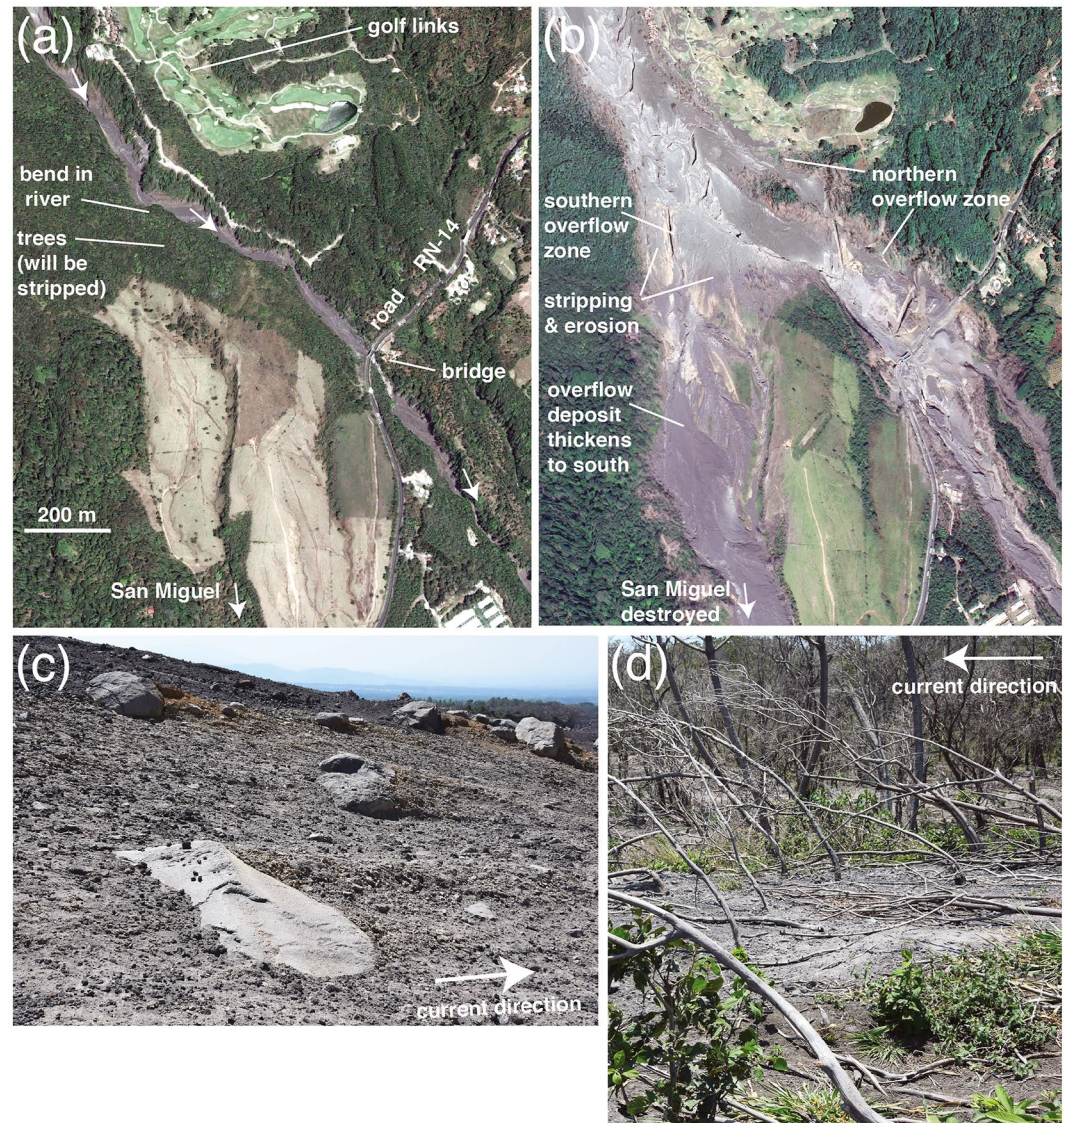 (a)
golf links
bend in
river
trees
(will be
stripped)
road RN-14
bridge
200 m
San Miguel
(b)
northern
overflow zone
southern
overflow
zone
stripping
& erosion
overflow
deposit
thickens
to south
San Miguel
destroyed
(c)
current direction
(d)
current direction